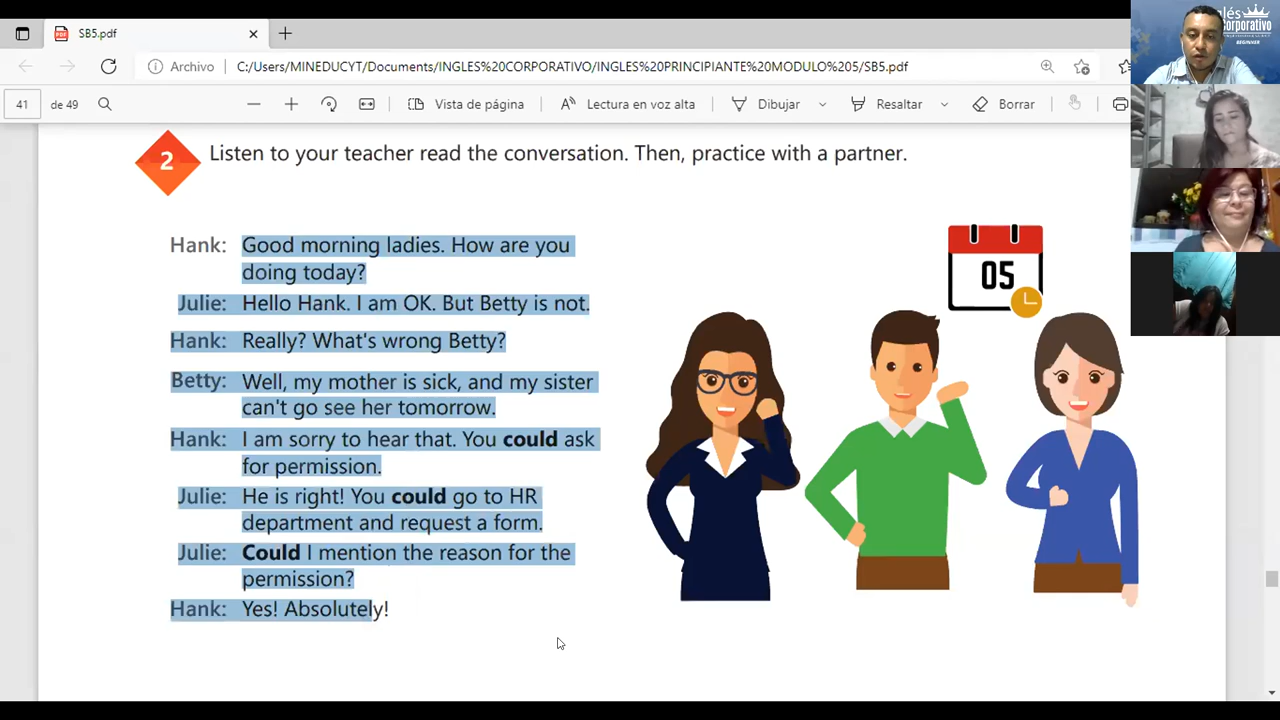 SB5.pdf
Archivo
C:/Users/MINEDUCYT/Documents/INGLES%20CORPORATIVO/INGLES%20PRINCIPIANTE%20MODULO%205/SB5.pdf
41 de 49
Vista de página
Lectura en voz alta
Dibujar
Resaltar
Borrar
glés
Corporativo
BEGINNER
2 Listen to your teacher read the conversation. Then, practice with a partner.
Hank: Good morning ladies. How are you
doing today?
Julie: Hello Hank. I am OK. But Betty is not.
Hank: Really? What's wrong Betty?
Betty: Well, my mother is sick, and my sister
can't go see her tomorrow.
Hank: I am sorry to hear that. You could ask
for permission.
Julie: He is right! You could go to HR
department and request a form.
Julie: Could I mention the reason for the
permission?
Hank: Yes! Absolutely!
05